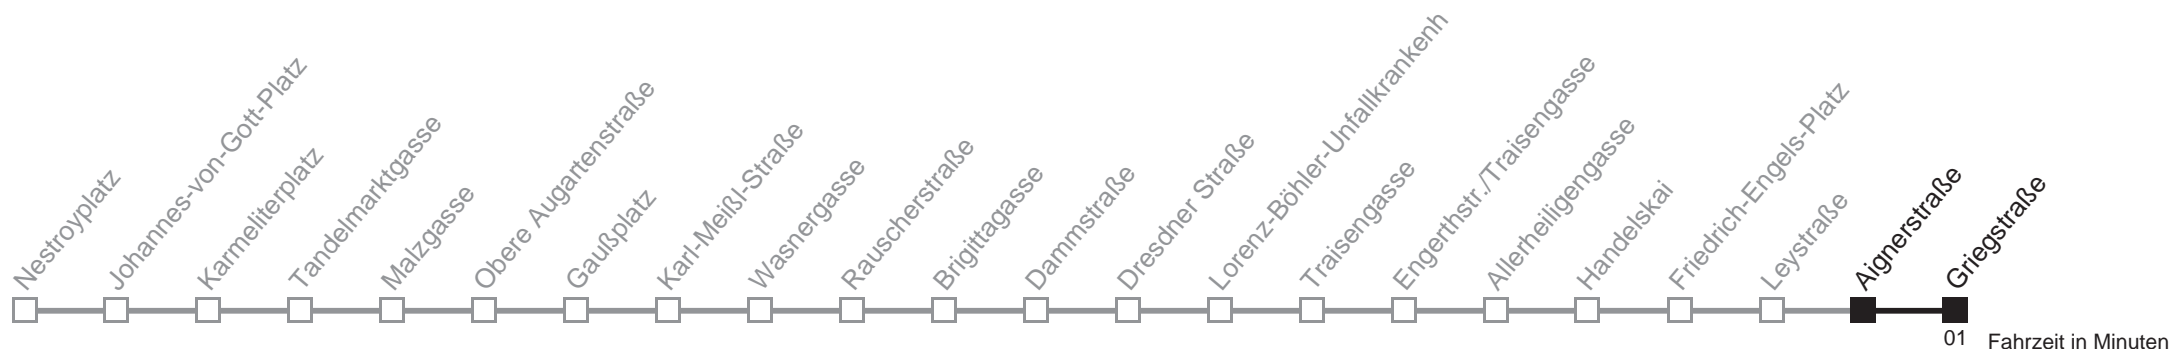 Nestroyplatz
Johannes-von-Gott-Platz
Karmeliterplatz
Tandelmarktgasse
Malzgasse
Obere Augartenstraße
Gaußplatz
Karl-Meißl-Straße
Wasnergasse
Rauscherstraße
Brigittagasse
Dammstraße
Dresdner Straße
Lorenz-Böhler-Unfallkrankenh
Traisengasse
Engerthstr./Traisengasse
Allerheiligengasse
Handelskai
Friedrich-Engels-Platz
Leystraße
Aignerstraße
Griegstraße
01 Fahrzeit in Minuten